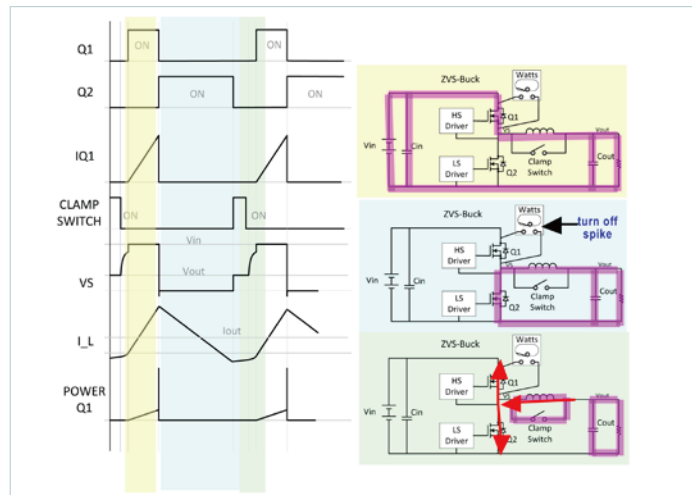 Q1
ON
ON
Q2
ON
ON
IQ1
CLAMP
SWITCH
ON
ON
Vin
Vout
VS
I_L
Iout
POWER
Q1
ZVS-Buck
Watts
HS
Driver
Q1
Vin
Cin
VS
Vout
Clamp
Switch
Cout
LS
Driver
Q2
ZVS-Buck
Watts
turn off
spike
HS
Driver
Q1
Vin
Cin
VS
Vout
Clamp
Switch
Cout
LS
Driver
Q2
ZVS-Buck
Watts
HS
Driver
Q1
Vin
Cin
VS
Vout
Clamp
Switch
Cout
LS
Driver
Q2